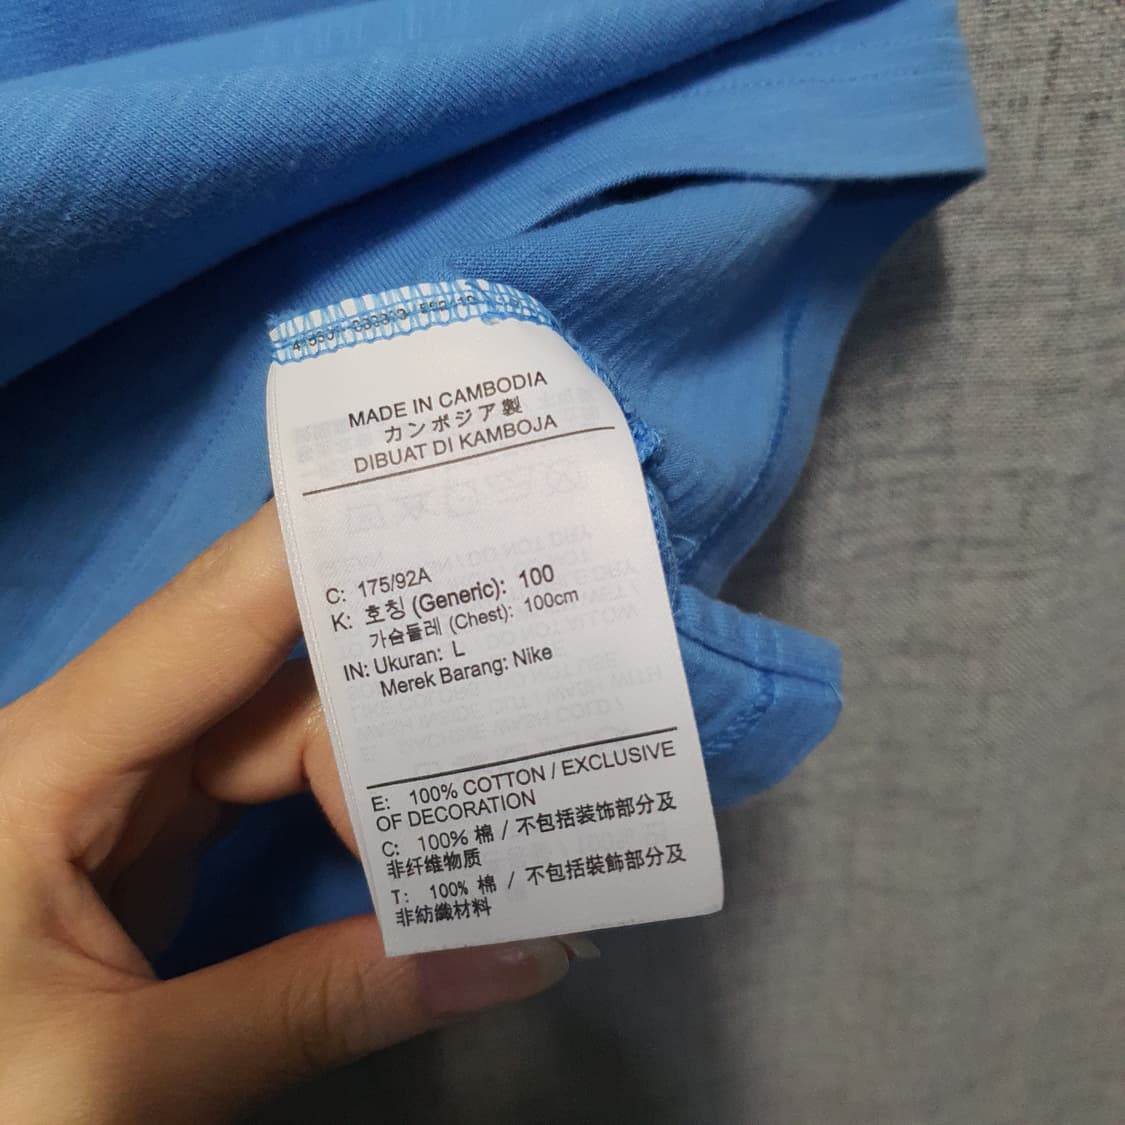 MADE IN CAMBODIA
カンボジア製
DIBUAT DI KAMBOJA
C: 175/92A
K: 호칭 (Generic): 100
가슴둘레 (Chest): 100cm
IN: Ukuran: L
Merek Barang: Nike
E: 100% COTTON / EXCLUSIVE
OF DECORATION
C: 100% 棉 / 不包括装饰部分及
非纤维物质
T: 100% 棉 / 不包括裝飾部分及
非紡織材料